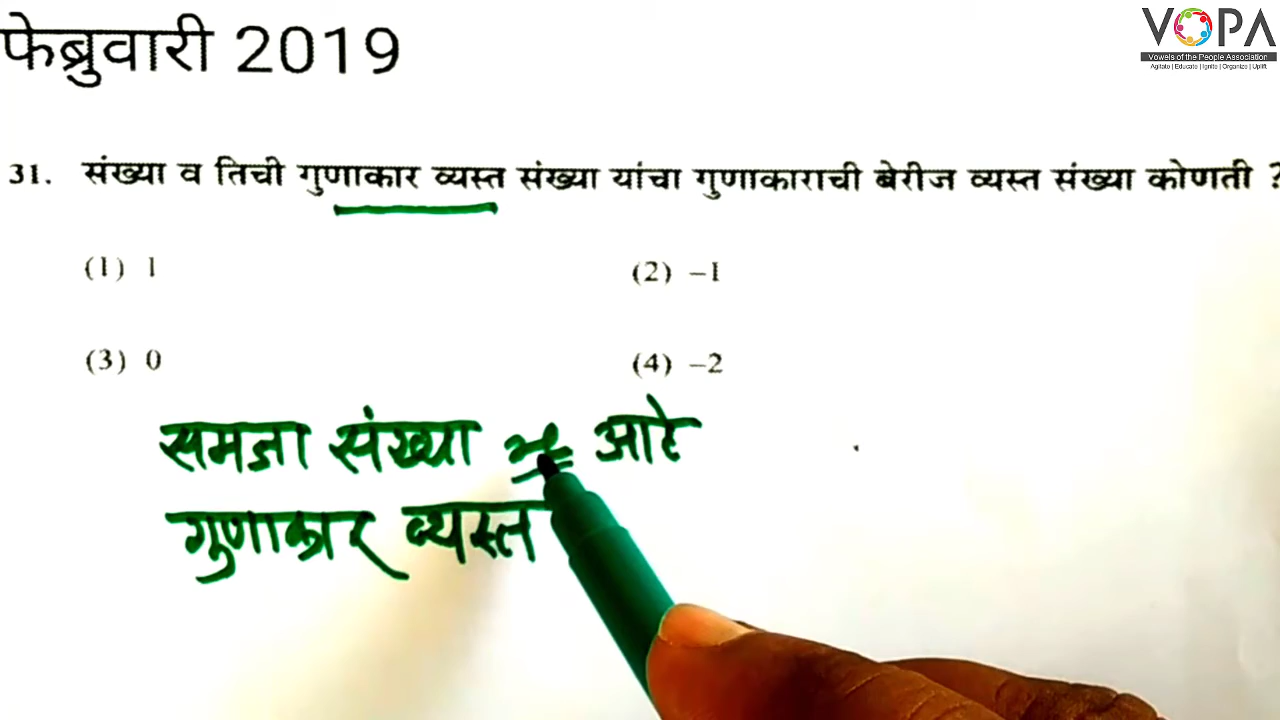 फेब्रुवारी 2019
VOPA
Vowels of the People Association
Agitate | Educate | Ignite | Organize | Uplift
31. संख्या व तिची गुणाकार व्यस्त संख्या यांचा गुणाकाराची बेरीज व्यस्त संख्या कोणती ?
(1) 1 (2) –1
(3) 0 (4) –2
समजा संख्या आहे
गुणाकार व्यस्त